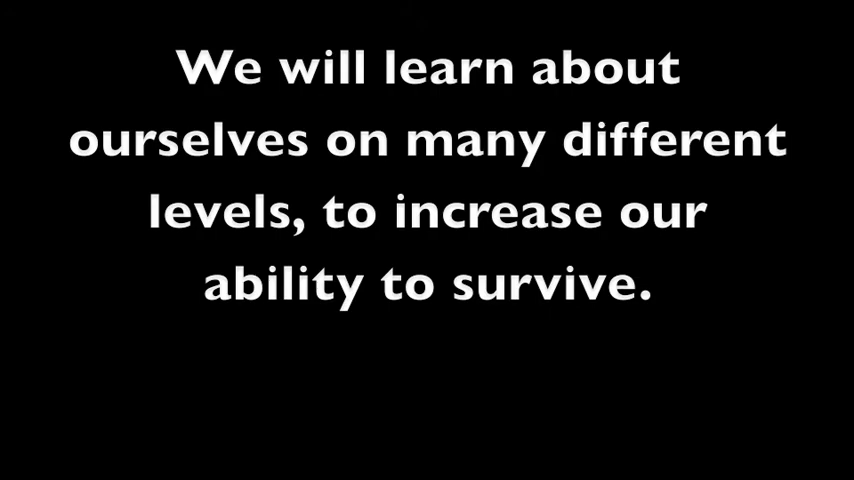 We will learn about
ourselves on many different
levels, to increase our
ability to survive.